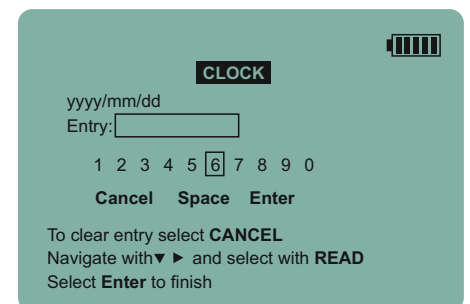 CLOCK
yyyy/mm/dd
Entry:
1 2 3 4 5 6 7 8 9 0
Cancel Space Enter
To clear entry select CANCEL
Navigate with▼ ► and select with READ
Select Enter to finish